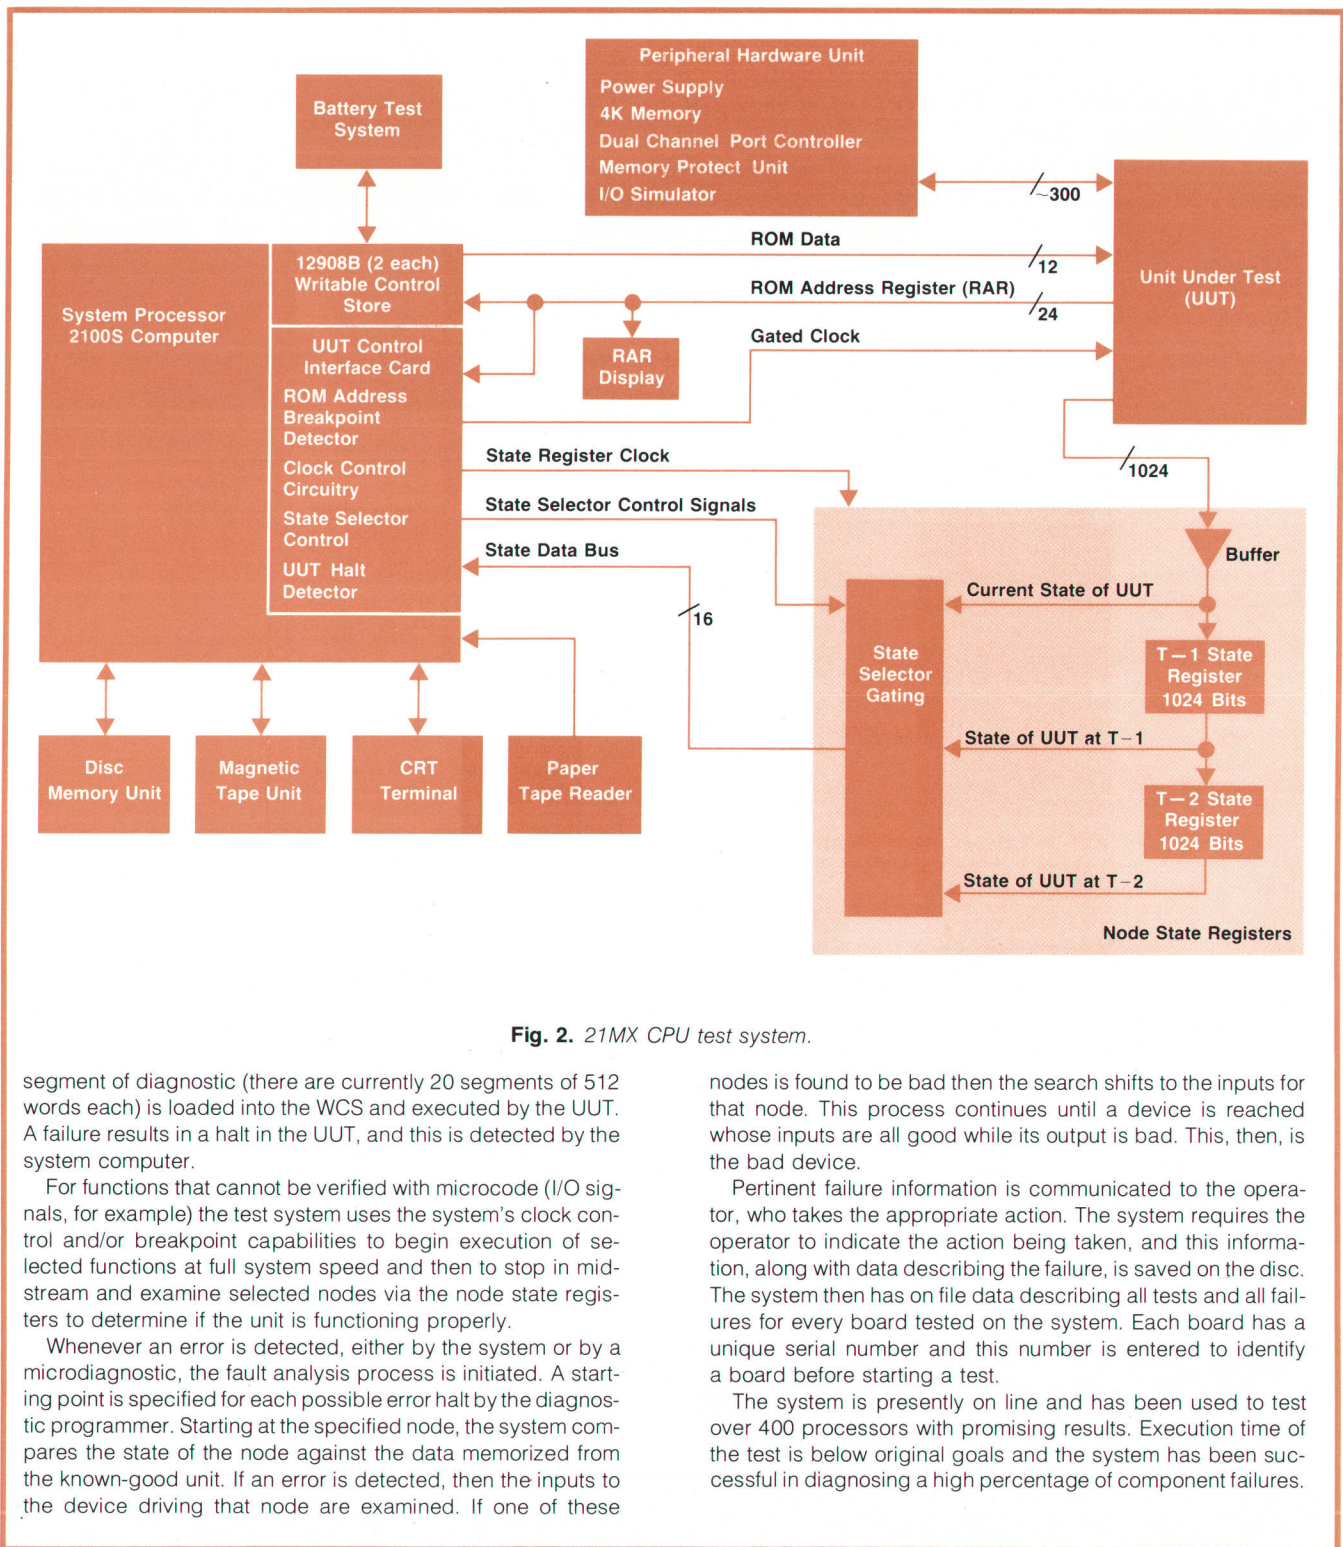 Peripheral Hardware Unit
Power Supply
4K Memory
Dual Channel Port Controller
Memory Protect Unit
I/O Simulator
Battery Test
System
~300
ROM Data
12
12908B (2 each)
Writable Control
Store
ROM Address Register (RAR)
24
Unit Under Test
(UUT)
System Processor
2100S Computer
Gated Clock
RAR
Display
UUT Control
Interface Card
ROM Address
Breakpoint
Detector
Clock Control
Circuitry
State Selector
Control
UUT Halt
Detector
State Register Clock
1024
State Selector Control Signals
State Data Bus
16
Buffer
Current State of UUT
State
Selector
Gating
T–1 State
Register
1024 Bits
State of UUT at T–1
T–2 State
Register
1024 Bits
State of UUT at T–2
Node State Registers
Disc
Memory Unit
Magnetic
Tape Unit
CRT
Terminal
Paper
Tape Reader
Fig. 2. 21MX CPU test system.
segment of diagnostic (there are currently 20 segments of 512
words each) is loaded into the WCS and executed by the UUT.
A failure results in a halt in the UUT, and this is detected by the
system computer.
For functions that cannot be verified with microcode (I/O sig-
nals, for example) the test system uses the system's clock con-
trol and/or breakpoint capabilities to begin execution of se-
lected functions at full system speed and then to stop in mid-
stream and examine selected nodes via the node state regis-
ters to determine if the unit is functioning properly.
Whenever an error is detected, either by the system or by a
microdiagnostic, the fault analysis process is initiated. A start-
ing point is specified for each possible error halt by the diagnos-
tic programmer. Starting at the specified node, the system com-
pares the state of the node against the data memorized from
the known-good unit. If an error is detected, then the inputs to
the device driving that node are examined. If one of these
nodes is found to be bad then the search shifts to the inputs for
that node. This process continues until a device is reached
whose inputs are all good while its output is bad. This, then, is
the bad device.
Pertinent failure information is communicated to the opera-
tor, who takes the appropriate action. The system requires the
operator to indicate the action being taken, and this informa-
tion, along with data describing the failure, is saved on the disc.
The system then has on file data describing all tests and all fail-
ures for every board tested on the system. Each board has a
unique serial number and this number is entered to identify
a board before starting a test.
The system is presently on line and has been used to test
over 400 processors with promising results. Execution time of
the test is below original goals and the system has been suc-
cessful in diagnosing a high percentage of component failures.